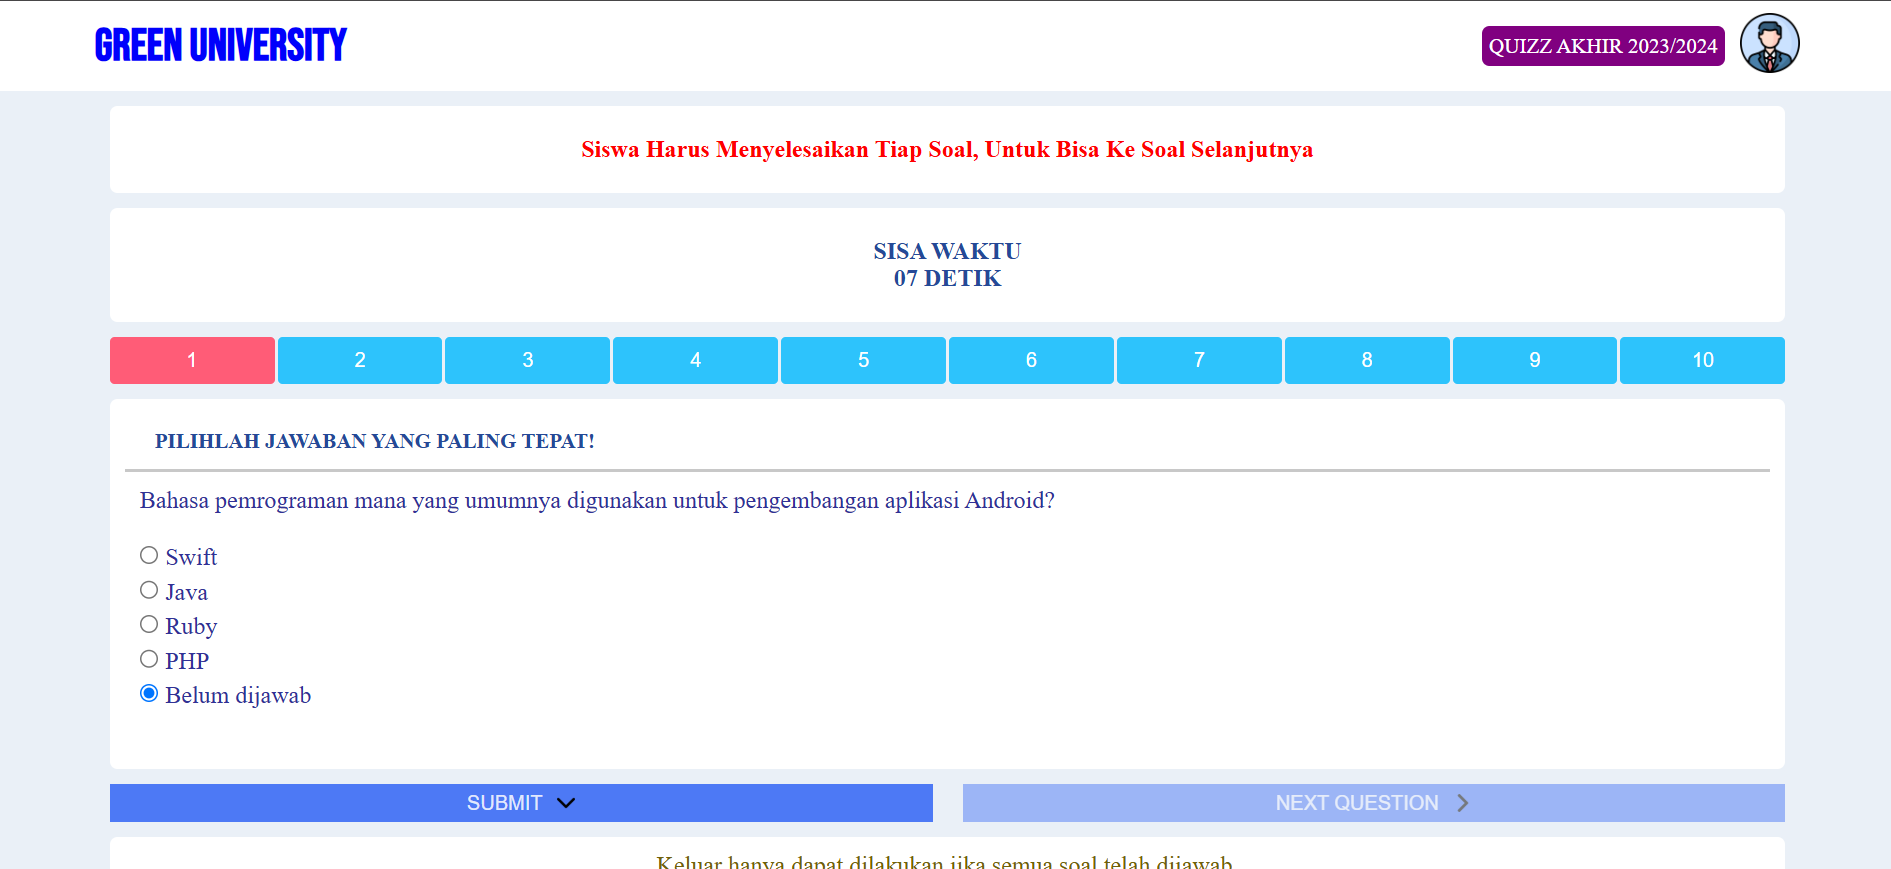 GREEN UNIVERSITY
QUIZZ AKHIR 2023/2024
Siswa Harus Menyelesaikan Tiap Soal, Untuk Bisa Ke Soal Selanjutnya
SISA WAKTU
07 DETIK
1 2 3 4 5 6 7 8 9 10
PILIHLAH JAWABAN YANG PALING TEPAT!
Bahasa pemrograman mana yang umumnya digunakan untuk pengembangan aplikasi Android?
Swift
Java
Ruby
PHP
Belum dijawab
SUBMIT
NEXT QUESTION
Keluar hanya dapat dilakukan jika semua soal telah dijawab